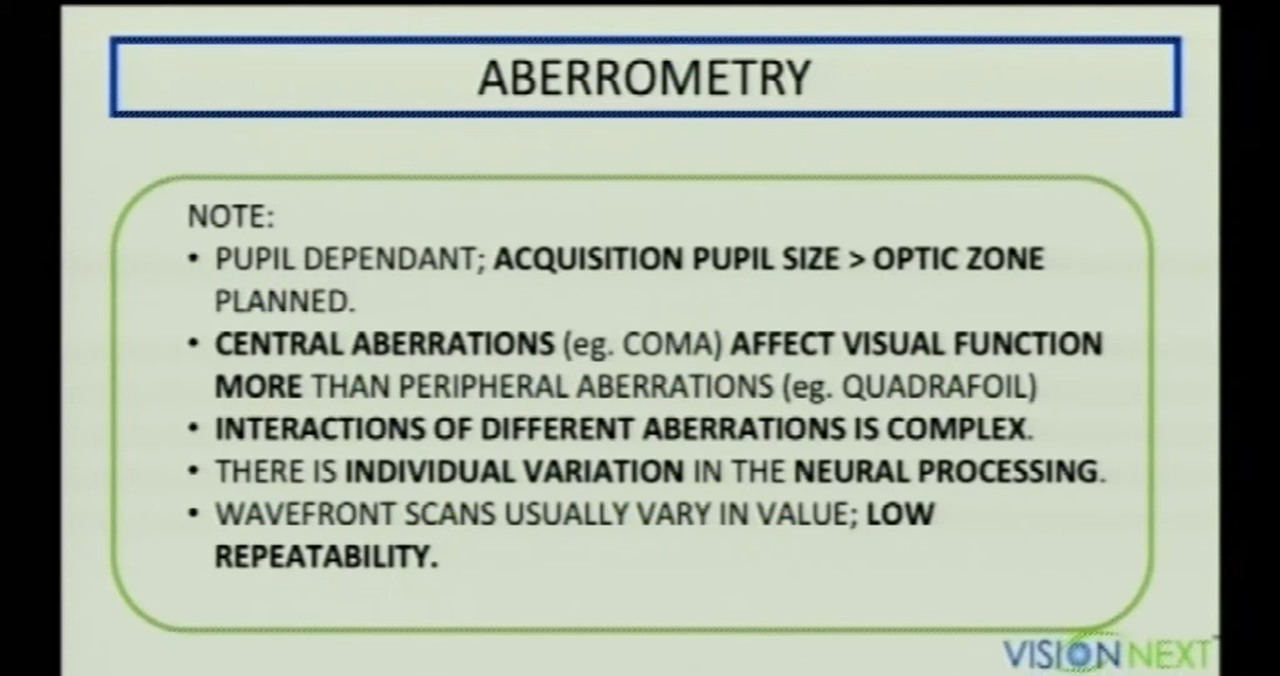 ABERROMETRY
NOTE:
• PUPIL DEPENDANT; ACQUISITION PUPIL SIZE > OPTIC ZONE
PLANNED.
• CENTRAL ABERRATIONS (eg. COMA) AFFECT VISUAL FUNCTION
MORE THAN PERIPHERAL ABERRATIONS (eg. QUADRAFOIL)
• INTERACTIONS OF DIFFERENT ABERRATIONS IS COMPLEX.
• THERE IS INDIVIDUAL VARIATION IN THE NEURAL PROCESSING.
• WAVEFRONT SCANS USUALLY VARY IN VALUE; LOW
REPEATABILITY.
VISION NEXT